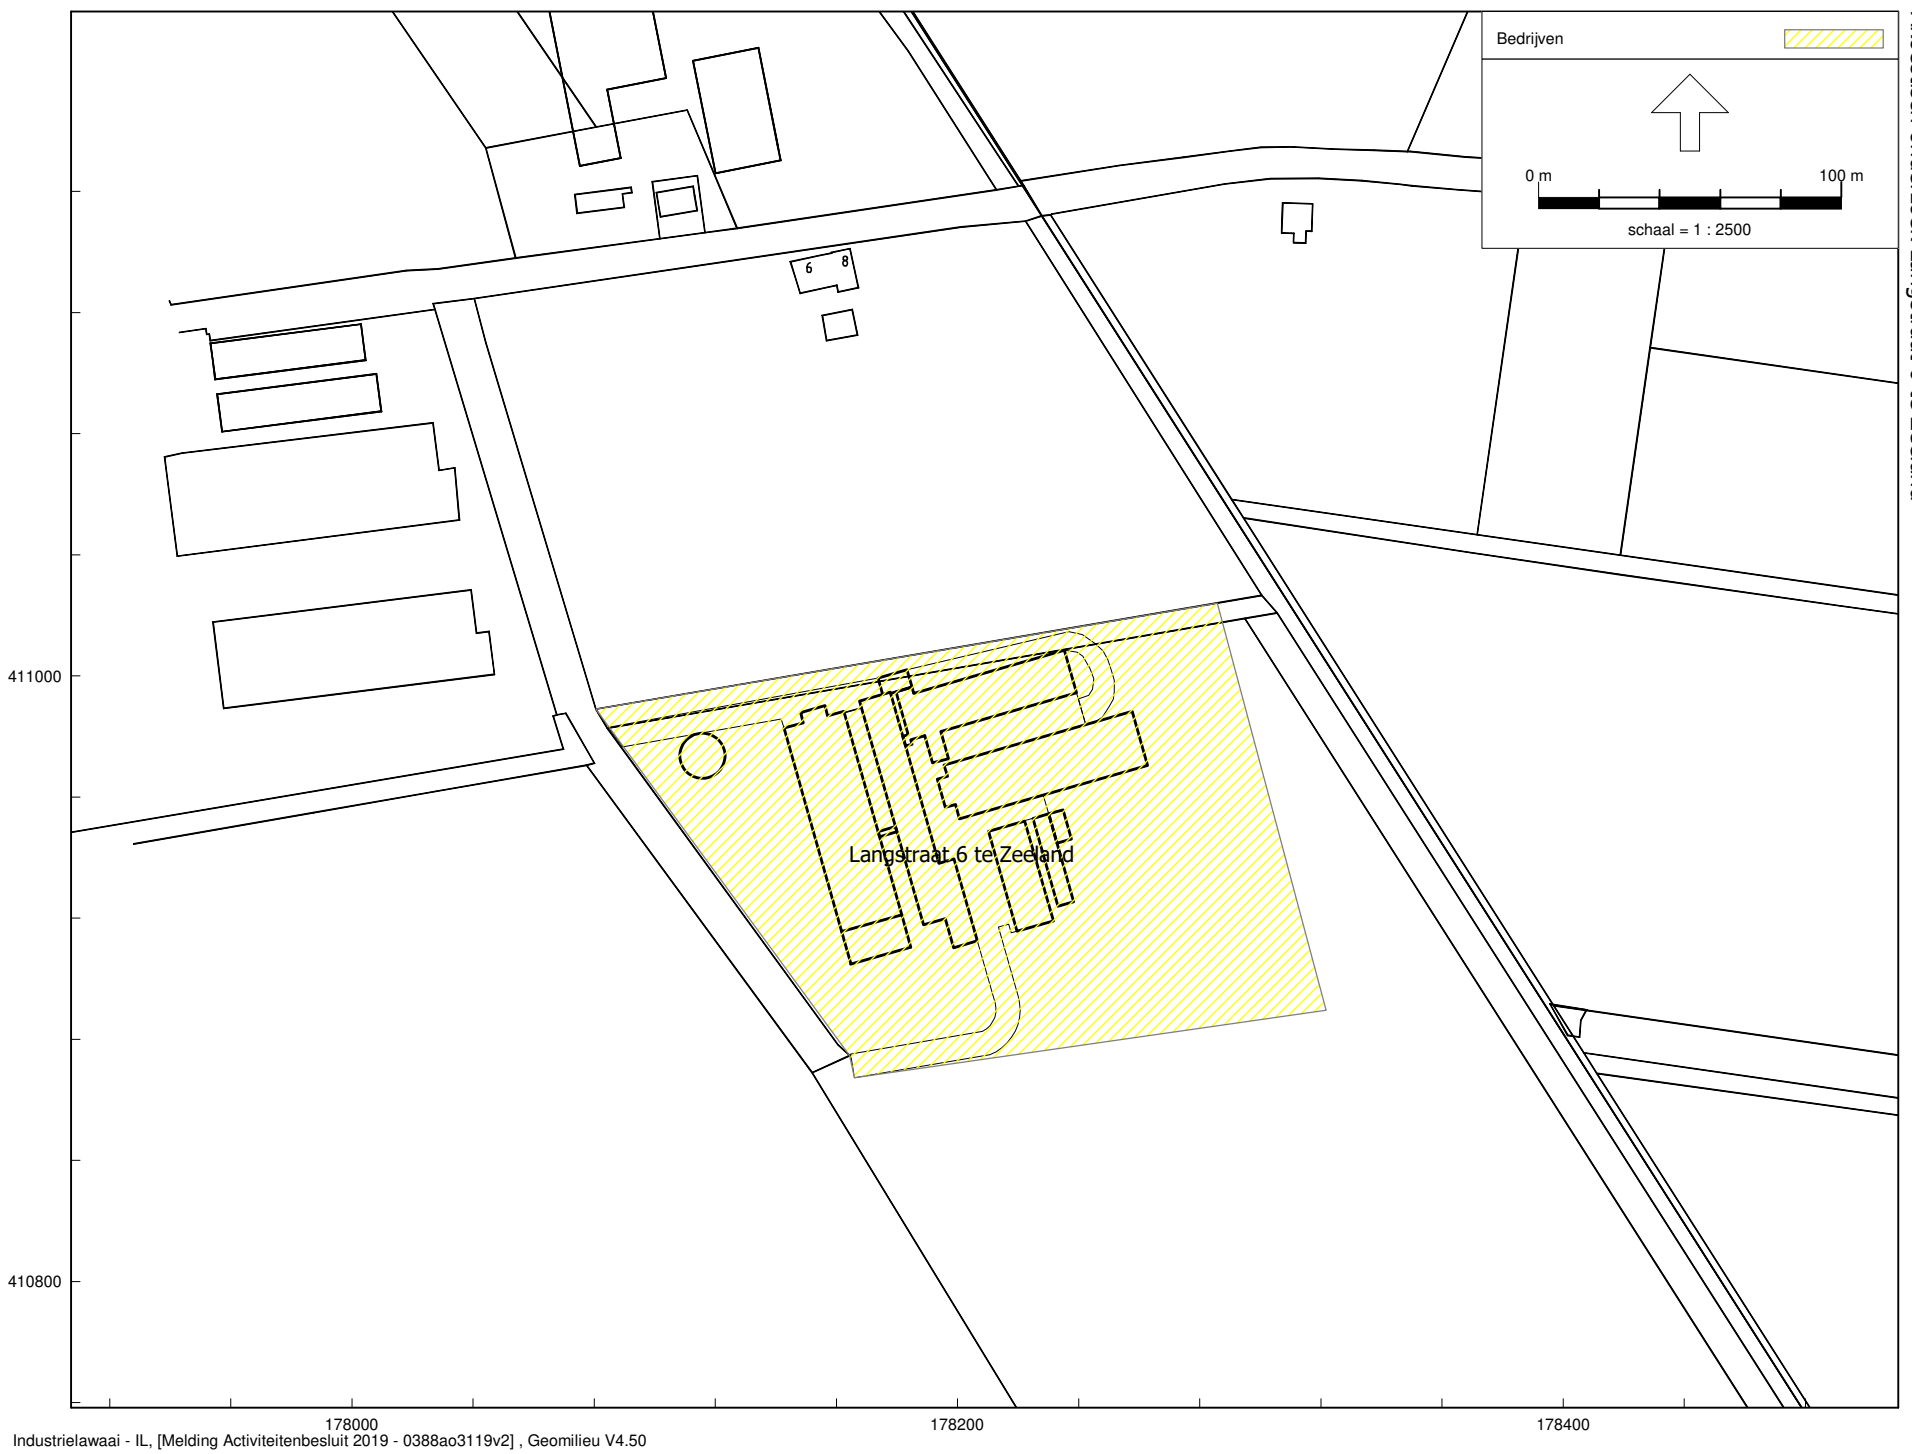 Bedrijven
0 m 100 m
schaal = 1 : 2500
6 8
411000
Langstraat 6 te Zeeland
410800
178000 178200 178400
Industrielawaai - IL, [Melding Activiteitenbesluit 2019 - 0388ao3119v2] , Geomilieu V4.50